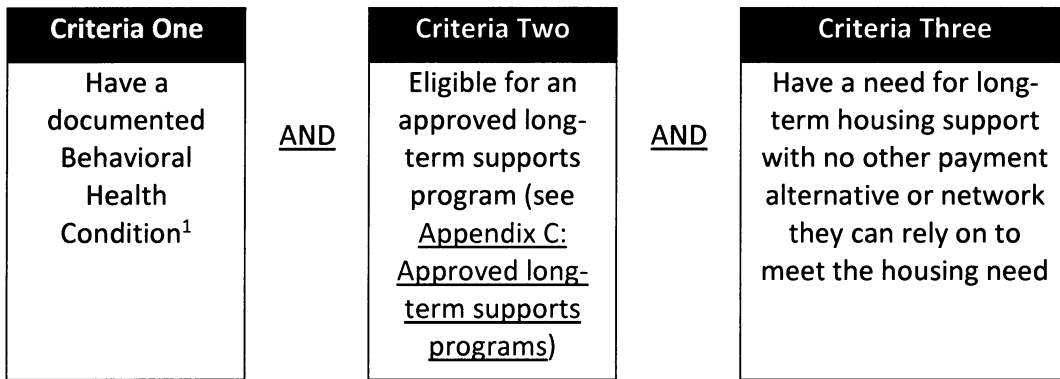 Criteria One
Have a
documented
Behavioral
Health
Condition¹
AND
Criteria Two
Eligible for an
approved long-
term supports
program (see
Appendix C:
Approved long-
term supports
programs)
AND
Criteria Three
Have a need for long-
term housing support
with no other payment
alternative or network
they can rely on to
meet the housing need